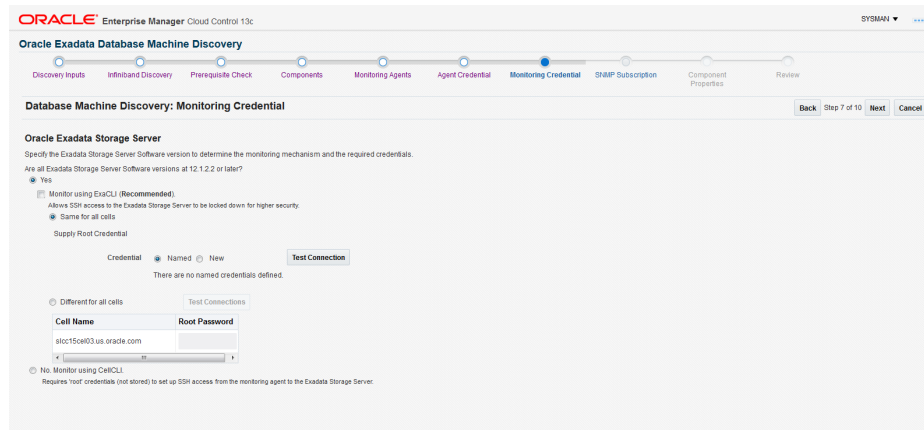 ORACLE Enterprise Manager Cloud Control 13c
SYSMAN
Oracle Exadata Database Machine Discovery
Discovery Inputs Infiniband Discovery Prerequisite Check Components Monitoring Agents Agent Credential Monitoring Credential SNMP Subscription Component Properties Review
Database Machine Discovery: Monitoring Credential
Back Step 7 of 10 Next Cancel
Oracle Exadata Storage Server
Specify the Exadata Storage Server Software version to determine the monitoring mechanism and the required credentials.
Are all Exadata Storage Server Software versions at 12.1.2.2 or later?
Yes
Monitor using ExaCLI (Recommended).
Allows SSH access to the Exadata Storage Server to be locked down for higher security.
Same for all cells
Supply Root Credential
Credential Named New Test Connection
There are no named credentials defined.
Different for all cells Test Connections
Cell Name Root Password
slcc15cel03.us.oracle.com
No. Monitor using CellCLI.
Requires 'root' credentials (not stored) to set up SSH access from the monitoring agent to the Exadata Storage Server.